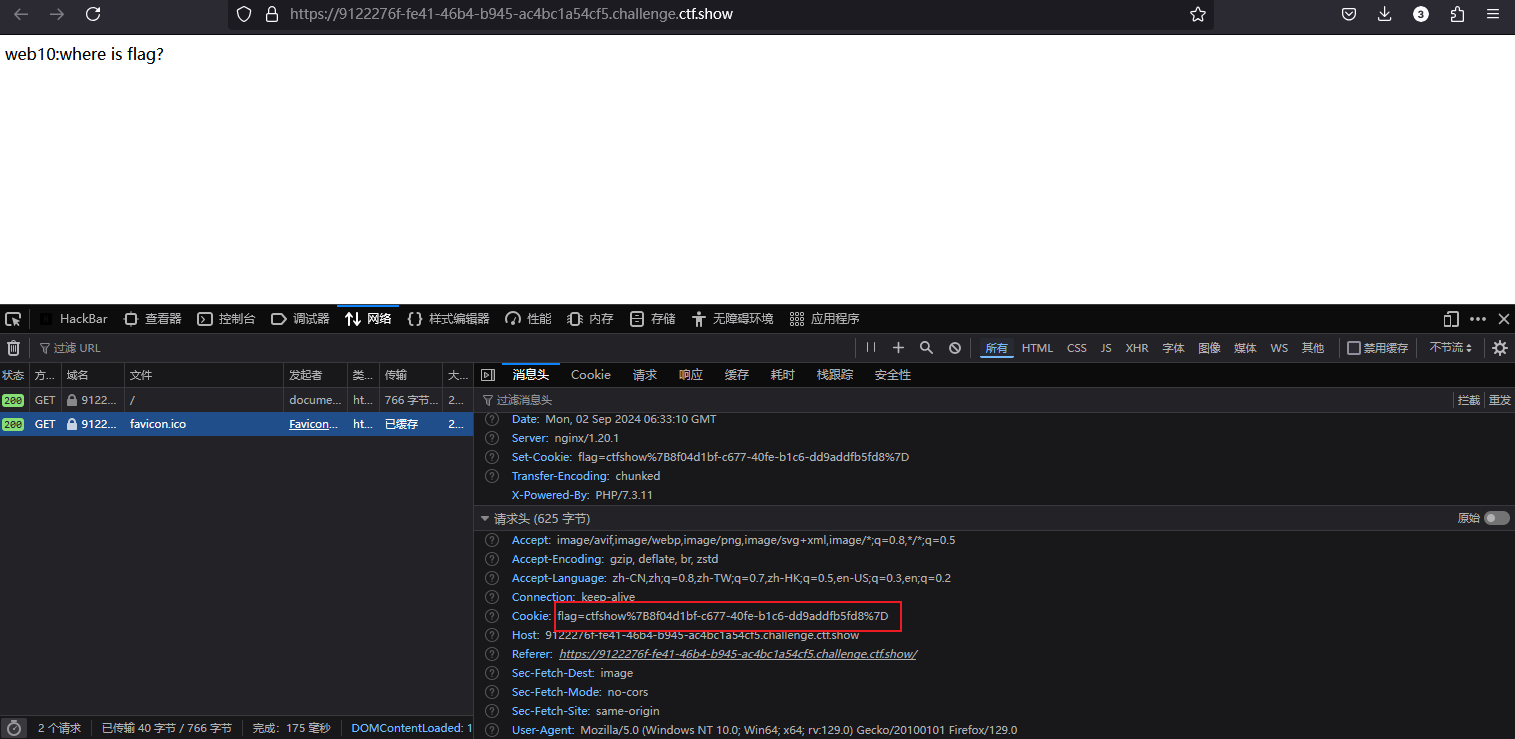 https://9122276f-fe41-46b4-b945-ac4bc1a54cf5.challenge.ctf.show
3
web10:where is flag?
HackBar 查看器 控制台 调试器 网络 样式编辑器 性能 内存 存储 无障碍环境 应用程序
过滤 URL 所有 HTML CSS JS XHR 字体 图像 媒体 WS 其他 禁用缓存 不节流
状态 方... 域名 文件 发起者 类... 传输 大...
200 GET 9122... / docume... ht... 766 字节... 2...
200 GET 9122... favicon.ico Favicon... ht... 已缓存 2...
消息头 Cookie 请求 响应 缓存 耗时 栈跟踪 安全性
过滤消息头 拦截 重发
Date: Mon, 02 Sep 2024 06:33:10 GMT
Server: nginx/1.20.1
Set-Cookie: flag=ctfshow%7B8f04d1bf-c677-40fe-b1c6-dd9addfb5fd8%7D
Transfer-Encoding: chunked
X-Powered-By: PHP/7.3.11
请求头 (625 字节) 原始
Accept: image/avif,image/webp,image/png,image/svg+xml,image/*;q=0.8,*/*;q=0.5
Accept-Encoding: gzip, deflate, br, zstd
Accept-Language: zh-CN,zh;q=0.8,zh-TW;q=0.7,zh-HK;q=0.5,en-US;q=0.3,en;q=0.2
Connection: keep-alive
Cookie: flag=ctfshow%7B8f04d1bf-c677-40fe-b1c6-dd9addfb5fd8%7D
Host: 9122276f-fe41-46b4-b945-ac4bc1a54cf5.challenge.ctf.show
Referer: https://9122276f-fe41-46b4-b945-ac4bc1a54cf5.challenge.ctf.show/
Sec-Fetch-Dest: image
Sec-Fetch-Mode: no-cors
Sec-Fetch-Site: same-origin
User-Agent: Mozilla/5.0 (Windows NT 10.0; Win64; x64; rv:129.0) Gecko/20100101 Firefox/129.0
2 个请求 已传输 40 字节 / 766 字节 完成: 175 毫秒 DOMContentLoaded: 1